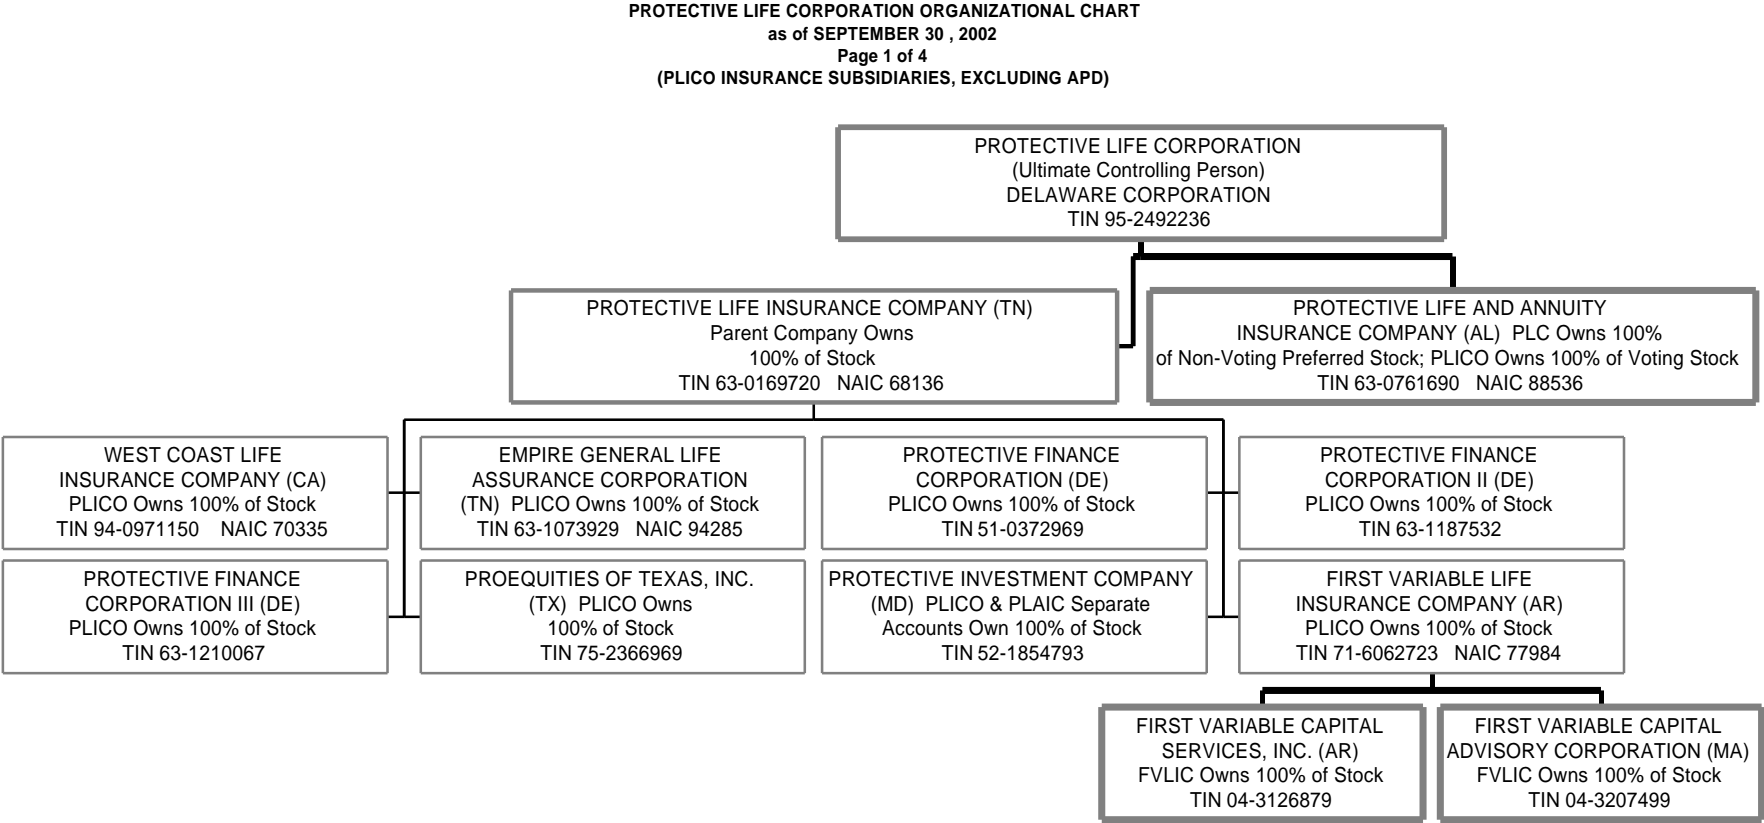 PROTECTIVE LIFE CORPORATION ORGANIZATIONAL CHART
as of SEPTEMBER 30 , 2002
Page 1 of 4
(PLICO INSURANCE SUBSIDIARIES, EXCLUDING APD)
PROTECTIVE LIFE CORPORATION
(Ultimate Controlling Person)
DELAWARE CORPORATION
TIN 95-2492236
PROTECTIVE LIFE INSURANCE COMPANY (TN)
Parent Company Owns
100% of Stock
TIN 63-0169720 NAIC 68136
PROTECTIVE LIFE AND ANNUITY
INSURANCE COMPANY (AL) PLC Owns 100%
of Non-Voting Preferred Stock; PLICO Owns 100% of Voting Stock
TIN 63-0761690 NAIC 88536
WEST COAST LIFE
INSURANCE COMPANY (CA)
PLICO Owns 100% of Stock
TIN 94-0971150 NAIC 70335
EMPIRE GENERAL LIFE
ASSURANCE CORPORATION
(TN) PLICO Owns 100% of Stock
TIN 63-1073929 NAIC 94285
PROTECTIVE FINANCE
CORPORATION (DE)
PLICO Owns 100% of Stock
TIN 51-0372969
PROTECTIVE FINANCE
CORPORATION II (DE)
PLICO Owns 100% of Stock
TIN 63-1187532
PROTECTIVE FINANCE
CORPORATION III (DE)
PLICO Owns 100% of Stock
TIN 63-1210067
PROEQUITIES OF TEXAS, INC.
(TX) PLICO Owns
100% of Stock
TIN 75-2366969
PROTECTIVE INVESTMENT COMPANY
(MD) PLICO & PLAIC Separate
Accounts Own 100% of Stock
TIN 52-1854793
FIRST VARIABLE LIFE
INSURANCE COMPANY (AR)
PLICO Owns 100% of Stock
TIN 71-6062723 NAIC 77984
FIRST VARIABLE CAPITAL
SERVICES, INC. (AR)
FVLIC Owns 100% of Stock
TIN 04-3126879
FIRST VARIABLE CAPITAL
ADVISORY CORPORATION (MA)
FVLIC Owns 100% of Stock
TIN 04-3207499